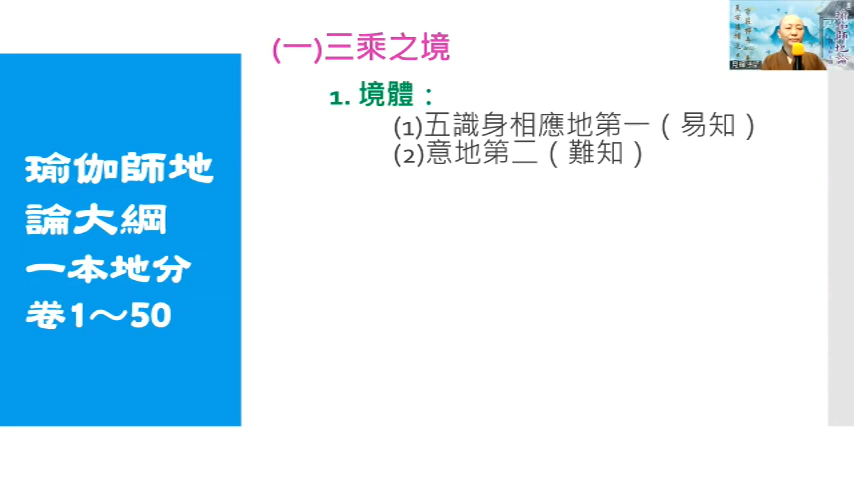 (一)三乘之境
1. 境體：
(1)五識身相應地第一（易知）
(2)意地第二（難知）
瑜伽師地
論大綱
一本地分
卷1～50